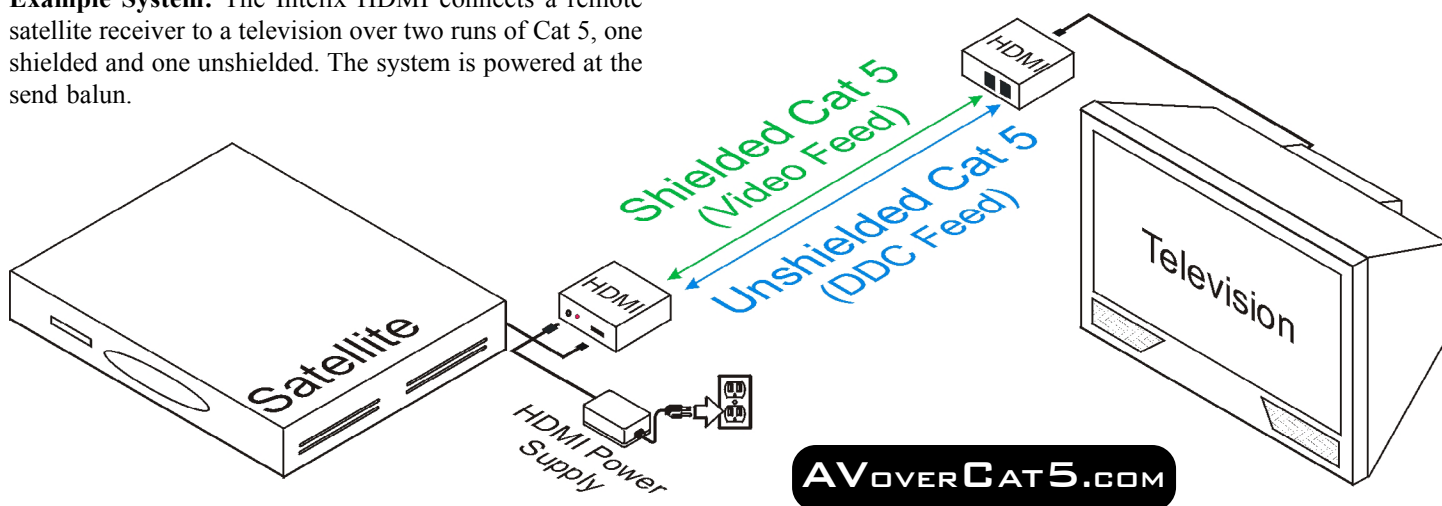 Example System: The Intelix HDMI connects a remote
satellite receiver to a television over two runs of Cat 5, one
shielded and one unshielded. The system is powered at the
send balun.
HDMI
Shielded Cat 5
(Video Feed)
Unshielded Cat 5
(DDC Feed)
Television
HDMI
Satellite
HDMI Power
Supply
AVOVERCAT5.COM